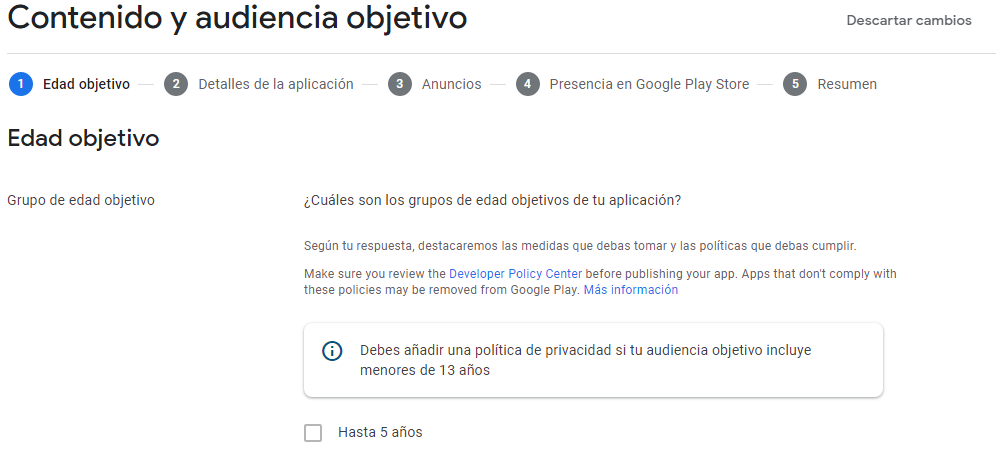 Contenido y audiencia objetivo
Descartar cambios
1 Edad objetivo 2 Detalles de la aplicación 3 Anuncios 4 Presencia en Google Play Store 5 Resumen
Edad objetivo
Grupo de edad objetivo
¿Cuáles son los grupos de edad objetivos de tu aplicación?
Según tu respuesta, destacaremos las medidas que debas tomar y las políticas que debas cumplir.
Make sure you review the Developer Policy Center before publishing your app. Apps that don't comply with
these policies may be removed from Google Play. Más información
Debes añadir una política de privacidad si tu audiencia objetivo incluye
menores de 13 años
Hasta 5 años